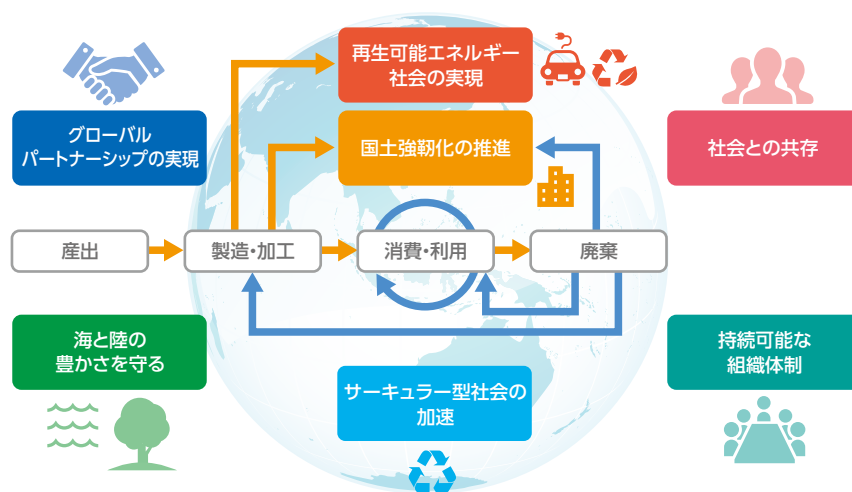 再生可能エネルギー
社会の実現
グローバル
パートナーシップの実現
国土強靭化の推進
社会との共存
産出
製造・加工
消費・利用
廃棄
海と陸の
豊かさを守る
サーキュラー型社会の
加速
持続可能な
組織体制